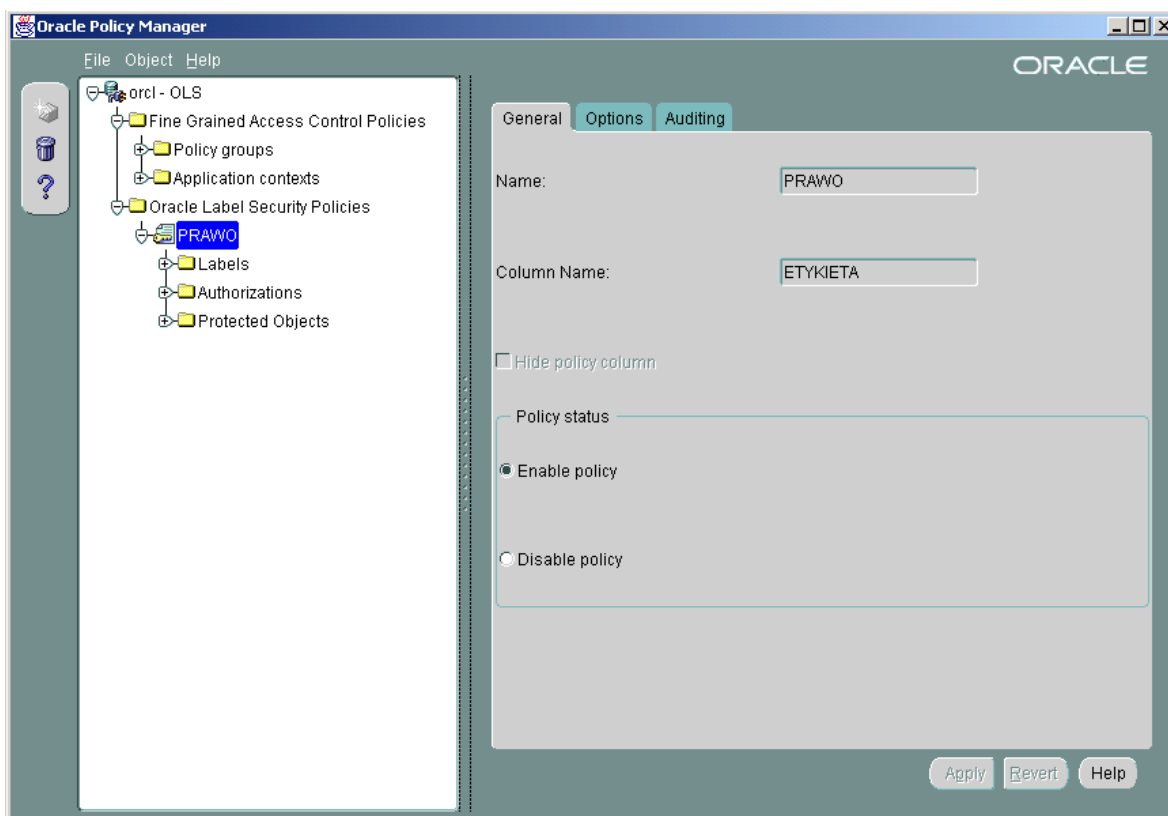 Oracle Policy Manager
File Object Help
ORACLE
orcl - OLS
Fine Grained Access Control Policies
Policy groups
Application contexts
Oracle Label Security Policies
PRAWO
Labels
Authorizations
Protected Objects
General Options Auditing
Name: PRAWO
Column Name: ETYKIETA
Hide policy column
Policy status
Enable policy
Disable policy
Apply Revert Help